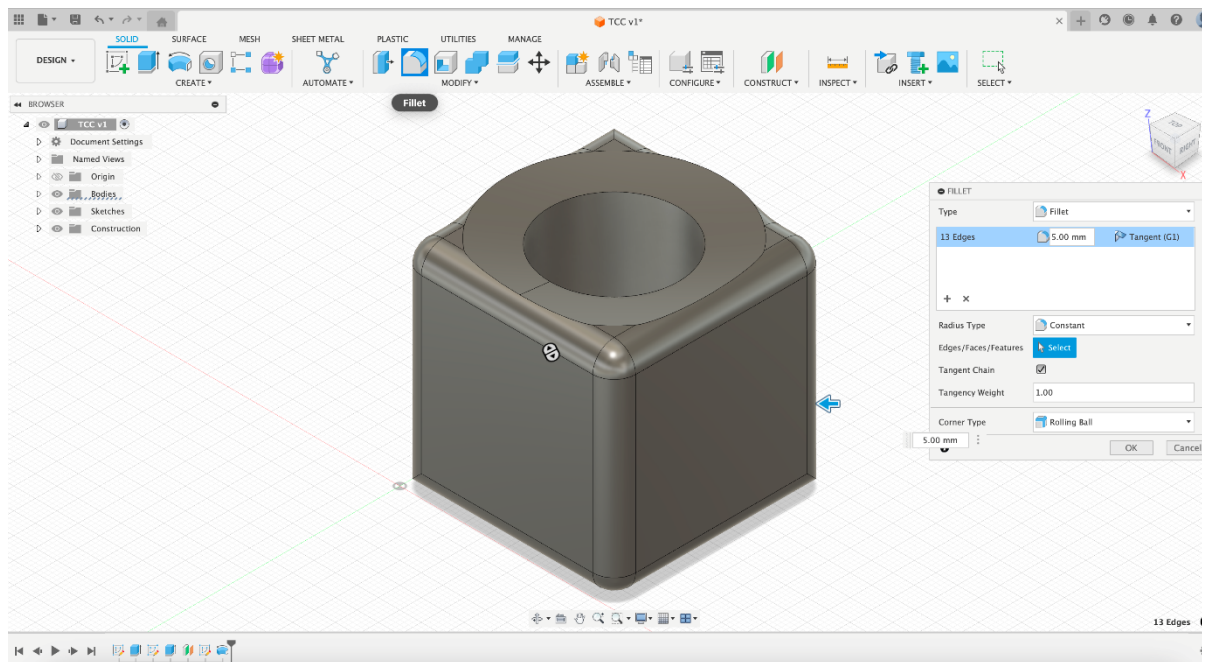 TCC v1*
SOLID SURFACE MESH SHEET METAL PLASTIC UTILITIES MANAGE
DESIGN
CREATE AUTOMATE MODIFY ASSEMBLE CONFIGURE CONSTRUCT INSPECT INSERT SELECT
BROWSER
Fillet
TCC v1
Document Settings
Named Views
Origin
Bodies
Sketches
Construction
Z
TOP
FRONT RIGHT
X
FILLET
Type Fillet
13 Edges 5.00 mm Tangent (G1)
Radius Type Constant
Edges/Faces/Features Select
Tangent Chain
Tangency Weight 1.00
Corner Type Rolling Ball
5.00 mm
OK Cancel
13 Edges